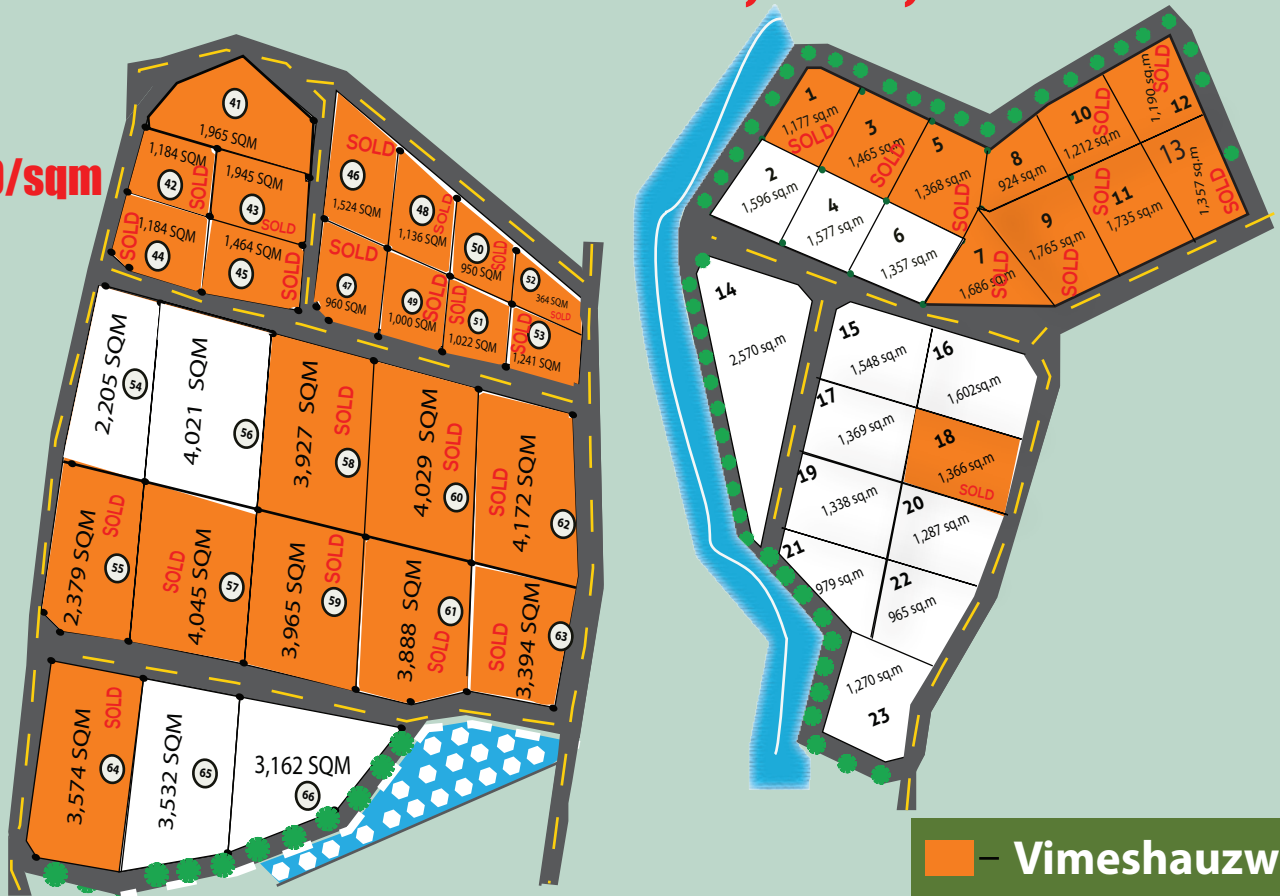 0/sqm
41
1,965 SQM
1,184 SQM
42
SOLD
1,945 SQM
43
SOLD
SOLD
1,184 SQM
44
1,464 SQM
45
SOLD
SOLD
46
1,524 SQM
48
1,136 SQM
SOLD
50
950 SQM
SOLD
52
364 SQM
SOLD
SOLD
47
960 SQM
49
1,000 SQM
SOLD
SOLD
51
1,022 SQM
SOLD
53
1,241 SQM
2,205 SQM
54
4,021 SQM
56
3,927 SQM
SOLD
58
4,029 SQM
SOLD
60
SOLD
4,172 SQM
62
2,379 SQM
SOLD
55
SOLD
4,045 SQM
57
3,965 SQM
SOLD
59
3,888 SQM
61
SOLD
SOLD
3,394 SQM
63
3,574 SQM
SOLD
64
3,532 SQM
65
3,162 SQM
66
1
1,177 sq.m
SOLD
3
1,465 sq.m
SOLD
5
1,368 sq.m
SOLD
2
1,596 sq.m
4
1,577 sq.m
6
1,357 sq.m
7
1,686 sq.m
SOLD
8
924 sq.m
9
1,765 sq.m
SOLD
10
1,212 sq.m
SOLD
11
1,735 sq.m
SOLD
1,190 sq.m
SOLD
12
13
1,357 sq.m
SOLD
14
2,570 sq.m
15
1,548 sq.m
16
1,602sq.m
17
1,369 sq.m
18
1,366 sq.m
SOLD
19
1,338 sq.m
20
1,287 sq.m
21
979 sq.m
22
965 sq.m
1,270 sq.m
23
– Vimeshauzw